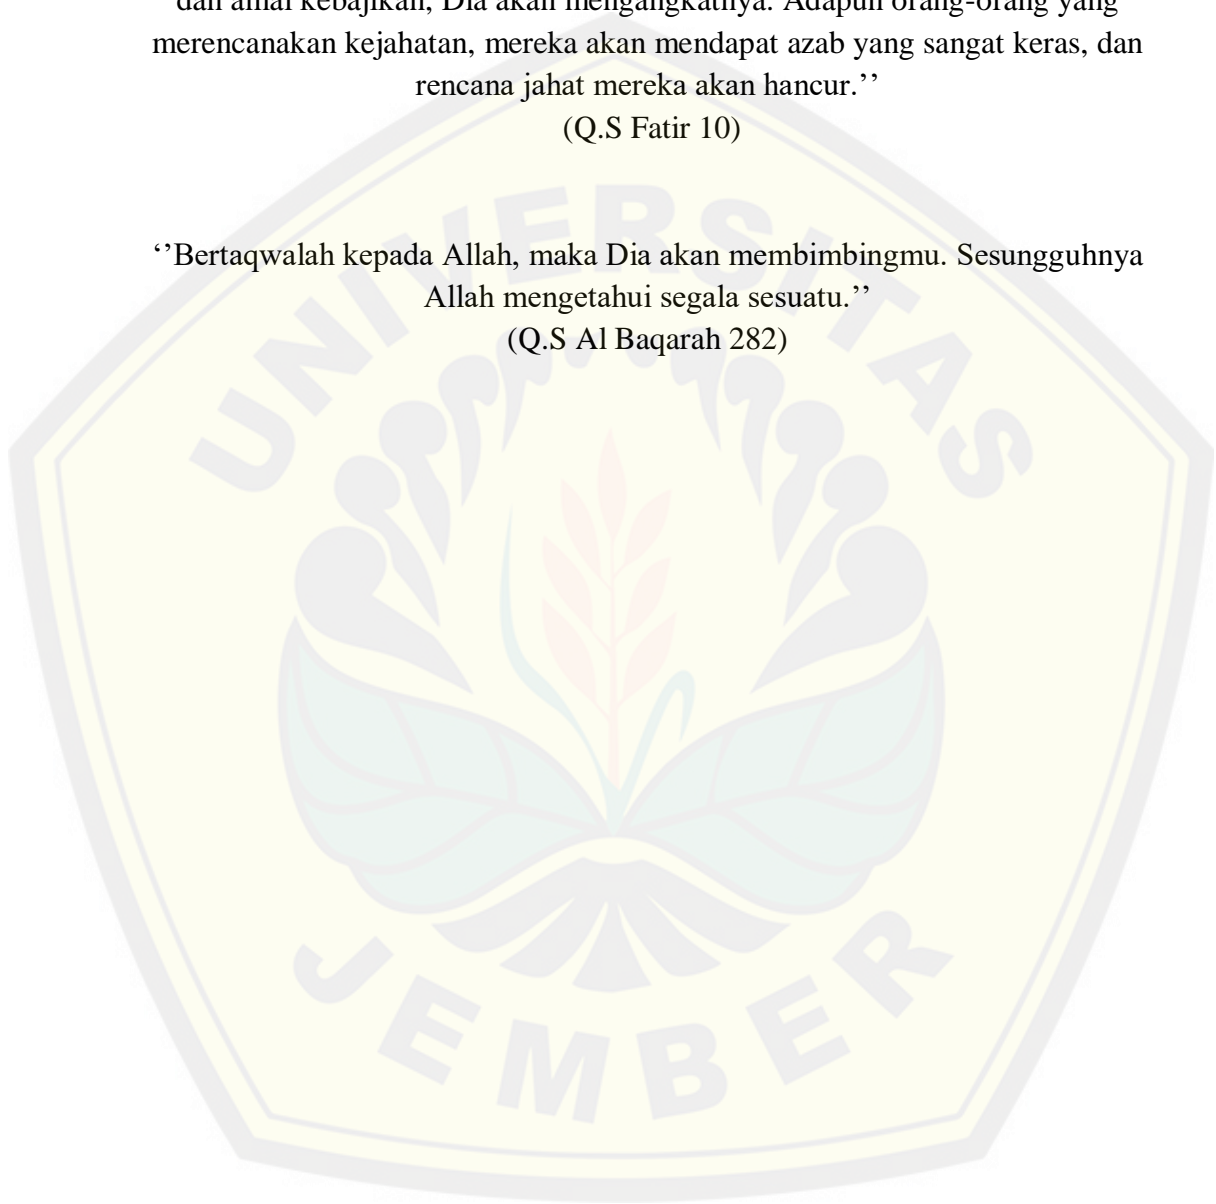 dan amal kebajikan, Dia akan mengangkatnya. Adapun orang-orang yang
merencanakan kejahatan, mereka akan mendapat azab yang sangat keras, dan
rencana jahat mereka akan hancur.’’
(Q.S Fatir 10)
‘’Bertaqwalah kepada Allah, maka Dia akan membimbingmu. Sesungguhnya
Allah mengetahui segala sesuatu.’’
(Q.S Al Baqarah 282)
UNIVERSITAS
JEMBER